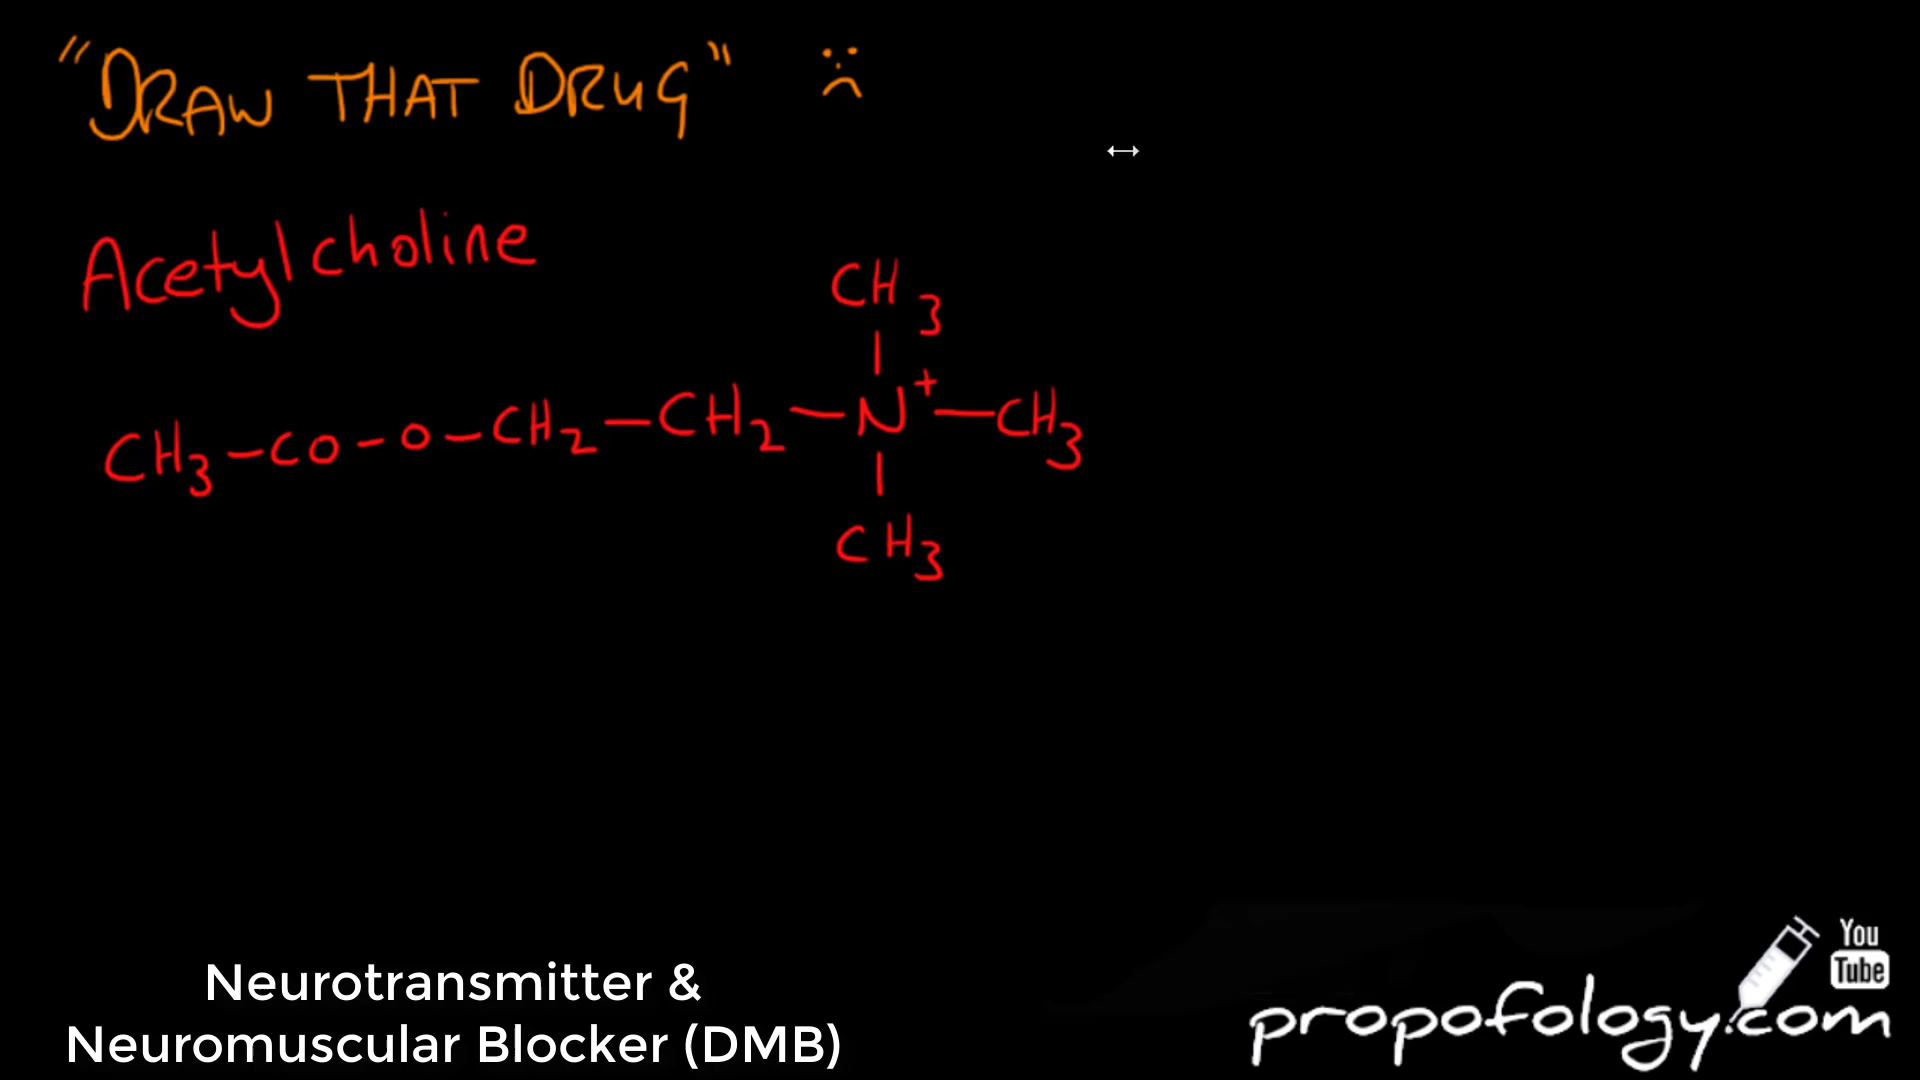 "DRAW THAT DRUG" :(
Acetylcholine
CH3
CH3-CO-O-CH2-CH2-N+-CH3
CH3
Neurotransmitter &
Neuromuscular Blocker (DMB)
You
Tube
propofology.com